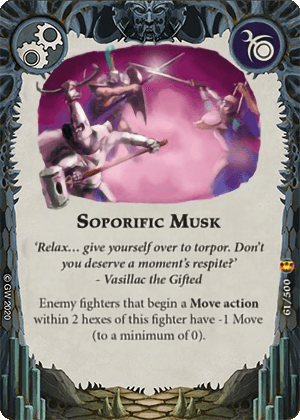 Soporific Musk
'Relax... give yourself over to torpor. Don't
you deserve a moment's respite?'
- Vasillac the Gifted
Enemy fighters that begin a Move action
within 2 hexes of this fighter have -1 Move
(to a minimum of 0).
© GW 2020
61/500